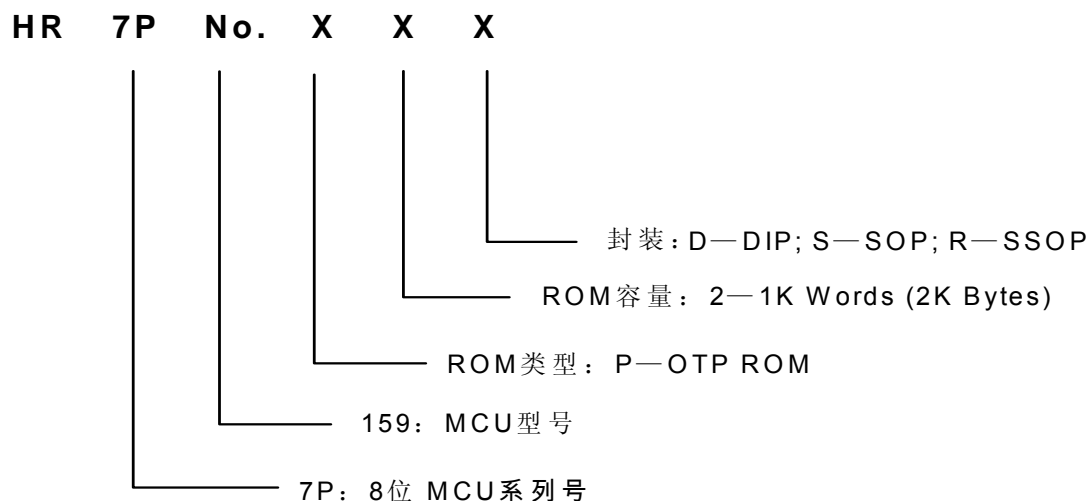 HR 7P No. X X X
封装：D—DIP; S—SOP; R—SSOP
ROM容量：2—1K Words (2K Bytes)
ROM类型：P—OTP ROM
159：MCU型号
7P：8位 MCU系列号